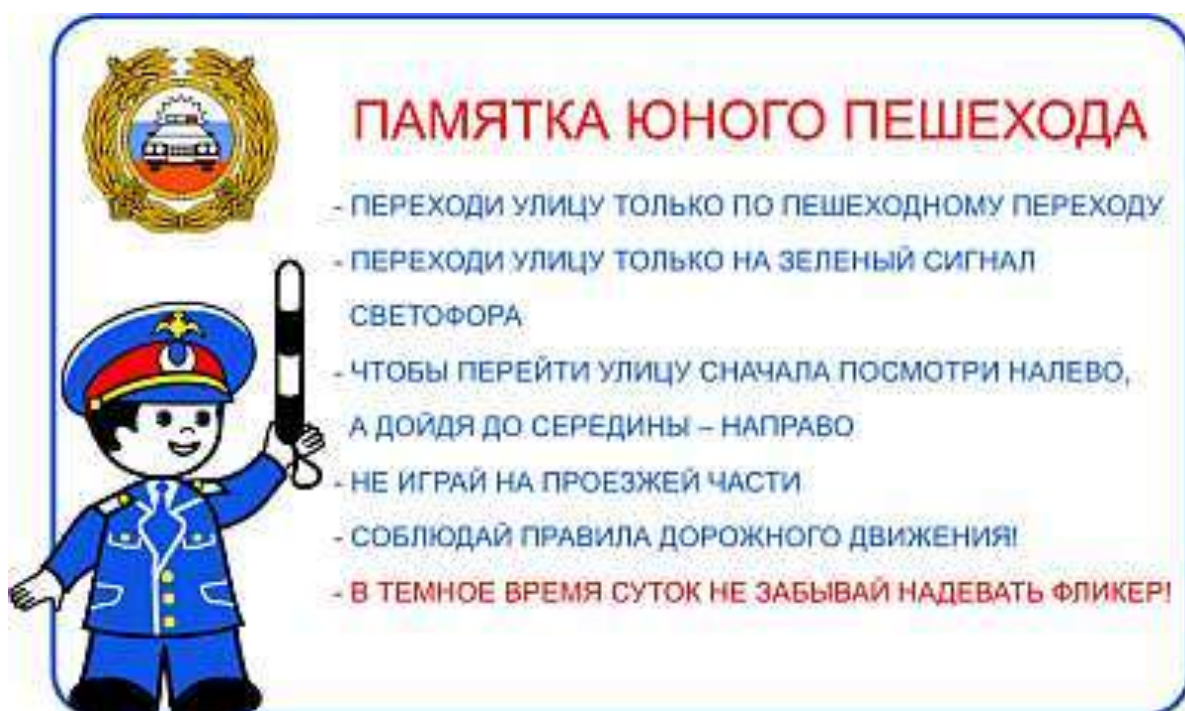 ПАМЯТКА ЮНОГО ПЕШЕХОДА
- ПЕРЕХОДИ УЛИЦУ ТОЛЬКО ПО ПЕШЕХОДНОМУ ПЕРЕХОДУ
- ПЕРЕХОДИ УЛИЦУ ТОЛЬКО НА ЗЕЛЕНЫЙ СИГНАЛ
СВЕТОФОРА
- ЧТОБЫ ПЕРЕЙТИ УЛИЦУ СНАЧАЛА ПОСМОТРИ НАЛЕВО,
А ДОЙДЯ ДО СЕРЕДИНЫ – НАПРАВО
- НЕ ИГРАЙ НА ПРОЕЗЖЕЙ ЧАСТИ
- СОБЛЮДАЙ ПРАВИЛА ДОРОЖНОГО ДВИЖЕНИЯ!
- В ТЕМНОЕ ВРЕМЯ СУТОК НЕ ЗАБЫВАЙ НАДЕВАТЬ ФЛИКЕР!